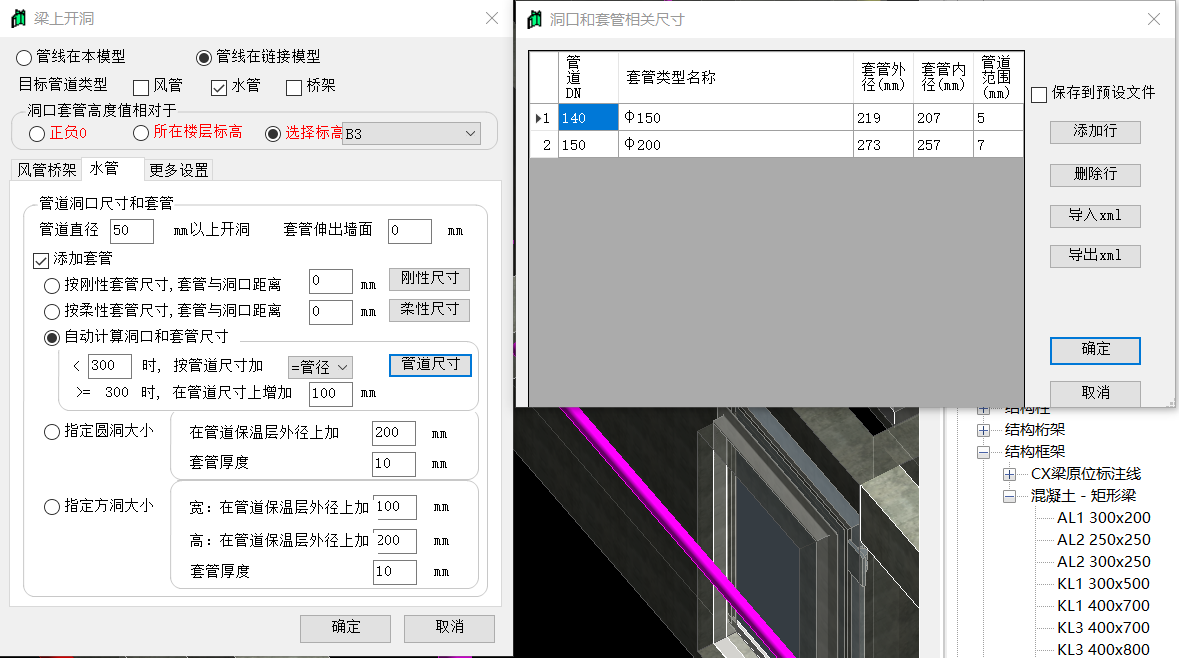 梁上开洞
管线在本模型 管线在链接模型
目标管道类型 风管 水管 桥架
洞口套管高度值相对于
正负0 所在楼层标高 选择标高 B3
风管桥架 水管 更多设置
管道洞口尺寸和套管
管道直径 50 mm以上开洞 套管伸出墙面 0 mm
添加套管
按刚性套管尺寸,套管与洞口距离 0 mm 刚性尺寸
按柔性套管尺寸,套管与洞口距离 0 mm 柔性尺寸
自动计算洞口和套管尺寸
< 300 时, 按管道尺寸加 =管径 管道尺寸
>= 300 时, 在管道尺寸上增加 100 mm
指定圆洞大小 在管道保温层外径上加 200 mm
套管厚度 10 mm
指定方洞大小 宽: 在管道保温层外径上加 100 mm
高: 在管道保温层外径上加 200 mm
套管厚度 10 mm
确定 取消
洞口和套管相关尺寸
管道DN 套管类型名称 套管外径(mm) 套管内径(mm) 管道范围(mm)
1 140 Φ150 219 207 5
2 150 Φ200 273 257 7
保存到预设文件
添加行
删除行
导入xml
导出xml
确定
取消
结构柱
结构桁架
结构框架
CX梁原位标注线
混凝土 - 矩形梁
AL1 300x200
AL2 250x250
AL2 300x250
KL1 300x500
KL1 400x700
KL3 400x700
KL3 400x800